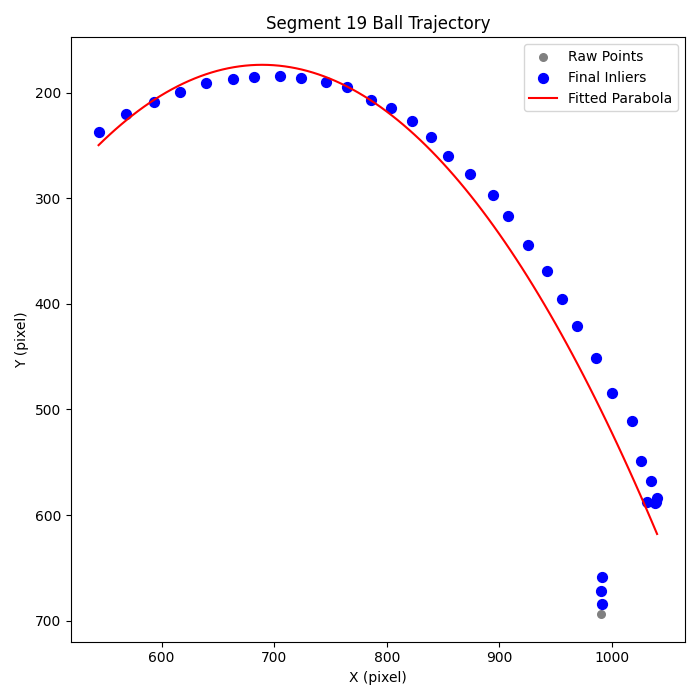 Segment 19 Ball Trajectory
Raw Points
Final Inliers
Fitted Parabola
200
300
400
500
600
700
Y (pixel)
600
700
800
900
1000
X (pixel)